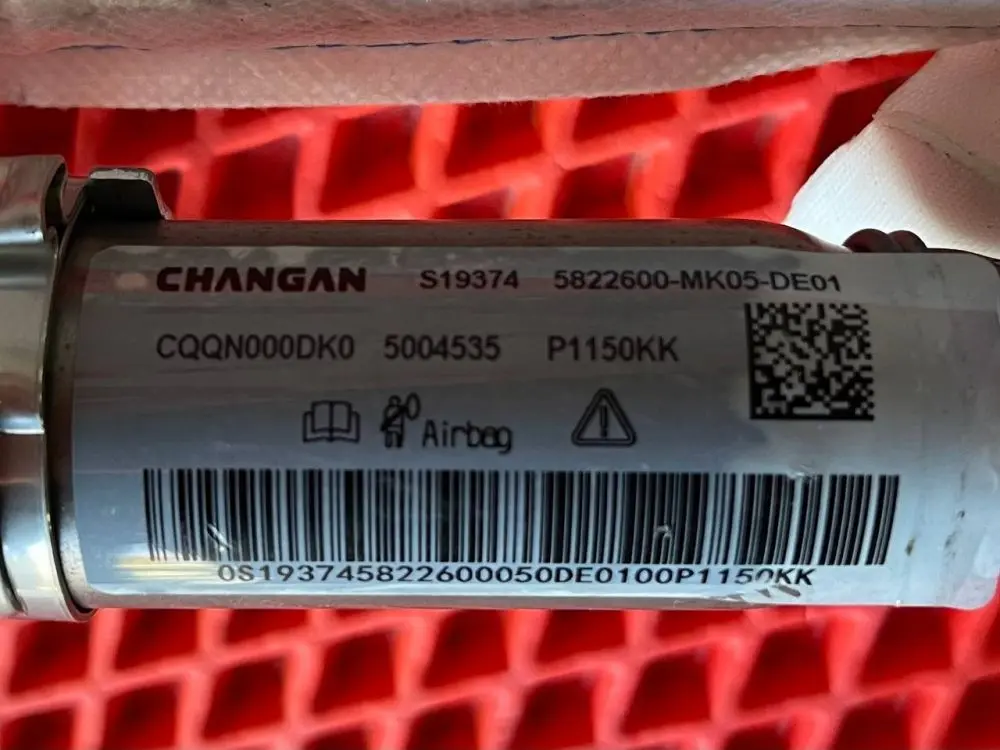 CHANGAN S19374 5822600-MK05-DE01
CQQN000DK0 5004535 P1150KK
Airbag
0S193745822600050DE0100P1150KK